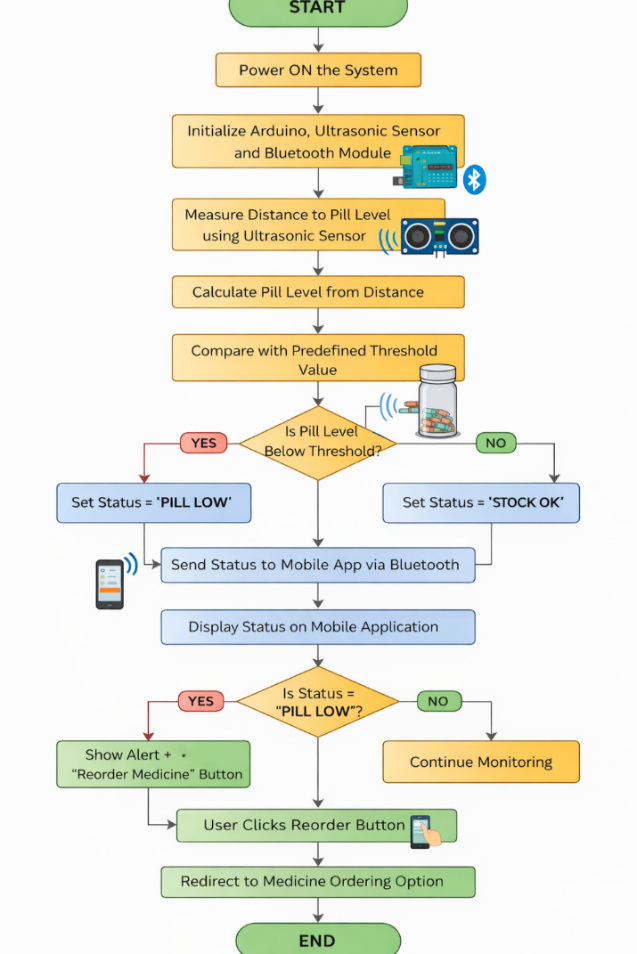 START
Power ON the System
Initialize Arduino, Ultrasonic Sensor
and Bluetooth Module
Measure Distance to Pill Level
using Ultrasonic Sensor
Calculate Pill Level from Distance
Compare with Predefined Threshold
Value
Is Pill Level
Below Threshold?
YES
NO
Set Status = 'PILL LOW'
Set Status = 'STOCK OK'
Send Status to Mobile App via Bluetooth
Display Status on Mobile Application
Is Status =
"PILL LOW"?
YES
NO
Show Alert +
"Reorder Medicine" Button
Continue Monitoring
User Clicks Reorder Button
Redirect to Medicine Ordering Option
END